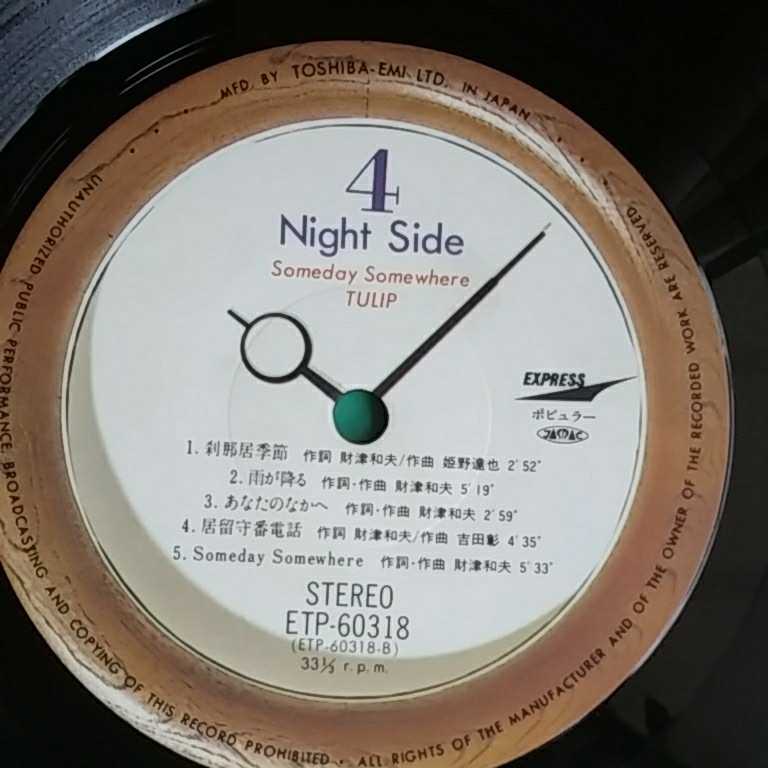 MFD. BY TOSHIBA-EMI LTD. IN JAPAN
4
Night Side
Someday Somewhere
TULIP
EXPRESS
ポピュラー
1. 刹那居季節 作詞 財津和夫/作曲 姫野達也 2'52"
2. 雨が降る 作詞・作曲 財津和夫 5'19"
3. あなたのなかへ 作詞・作曲 財津和夫 2'59"
4. 居留守番電話 作詞 財津和夫/作曲 吉田彰 4'35"
5. Someday Somewhere 作詞・作曲 財津和夫 5'33"
STEREO
ETP-60318
(ETP-60318-B)
33⅓ r.p.m.
UNAUTHORIZED PUBLIC PERFORMANCE, BROADCASTING AND COPYING OF THIS RECORD PROHIBITED · ALL RIGHTS OF THE MANUFACTURER AND OF THE OWNER OF THE RECORDED WORK ARE RESERVED